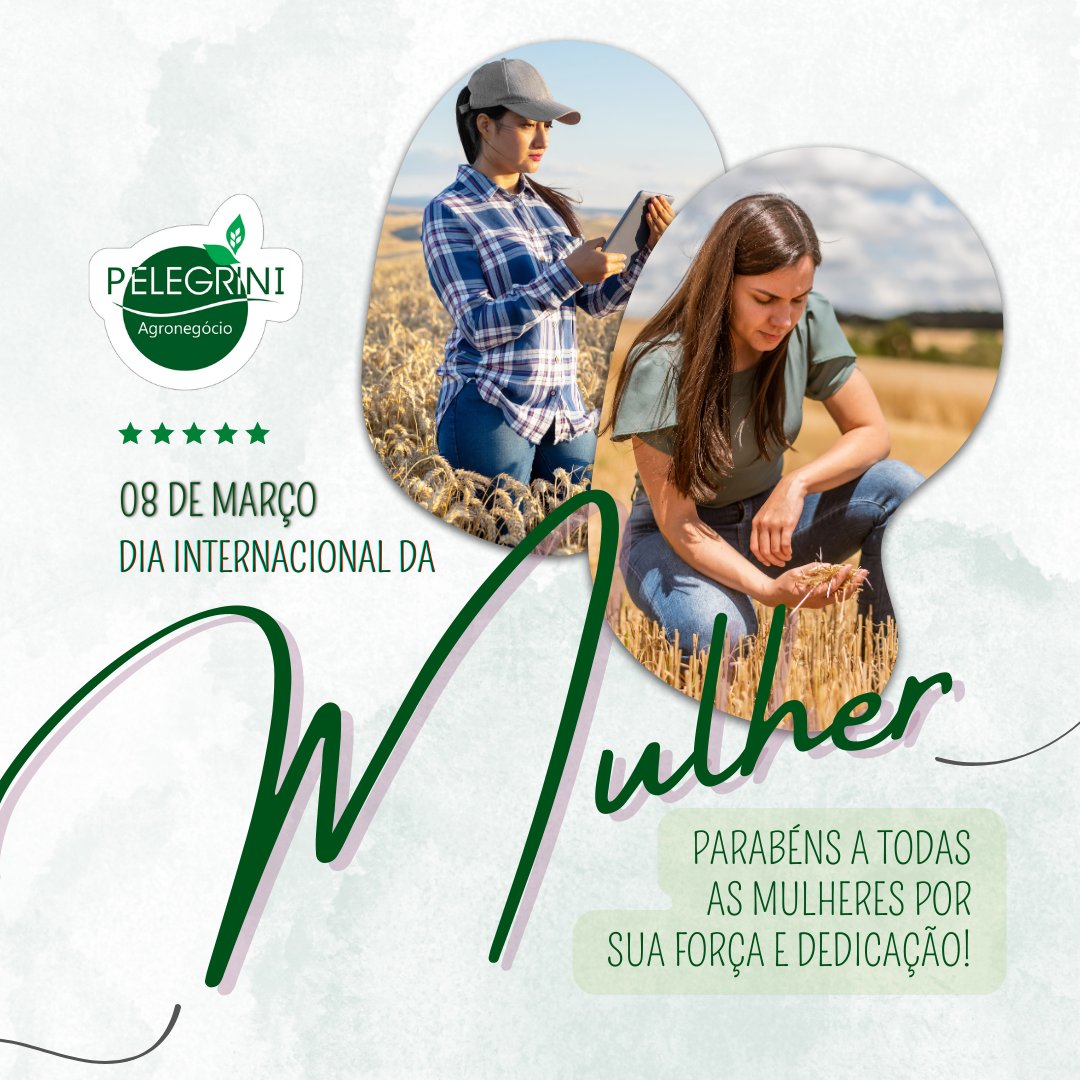 PELEGRINI
Agronegócio
08 DE MARÇO
DIA INTERNACIONAL DA
Mulher
PARABÉNS A TODAS
AS MULHERES POR
SUA FORÇA E DEDICAÇÃO!